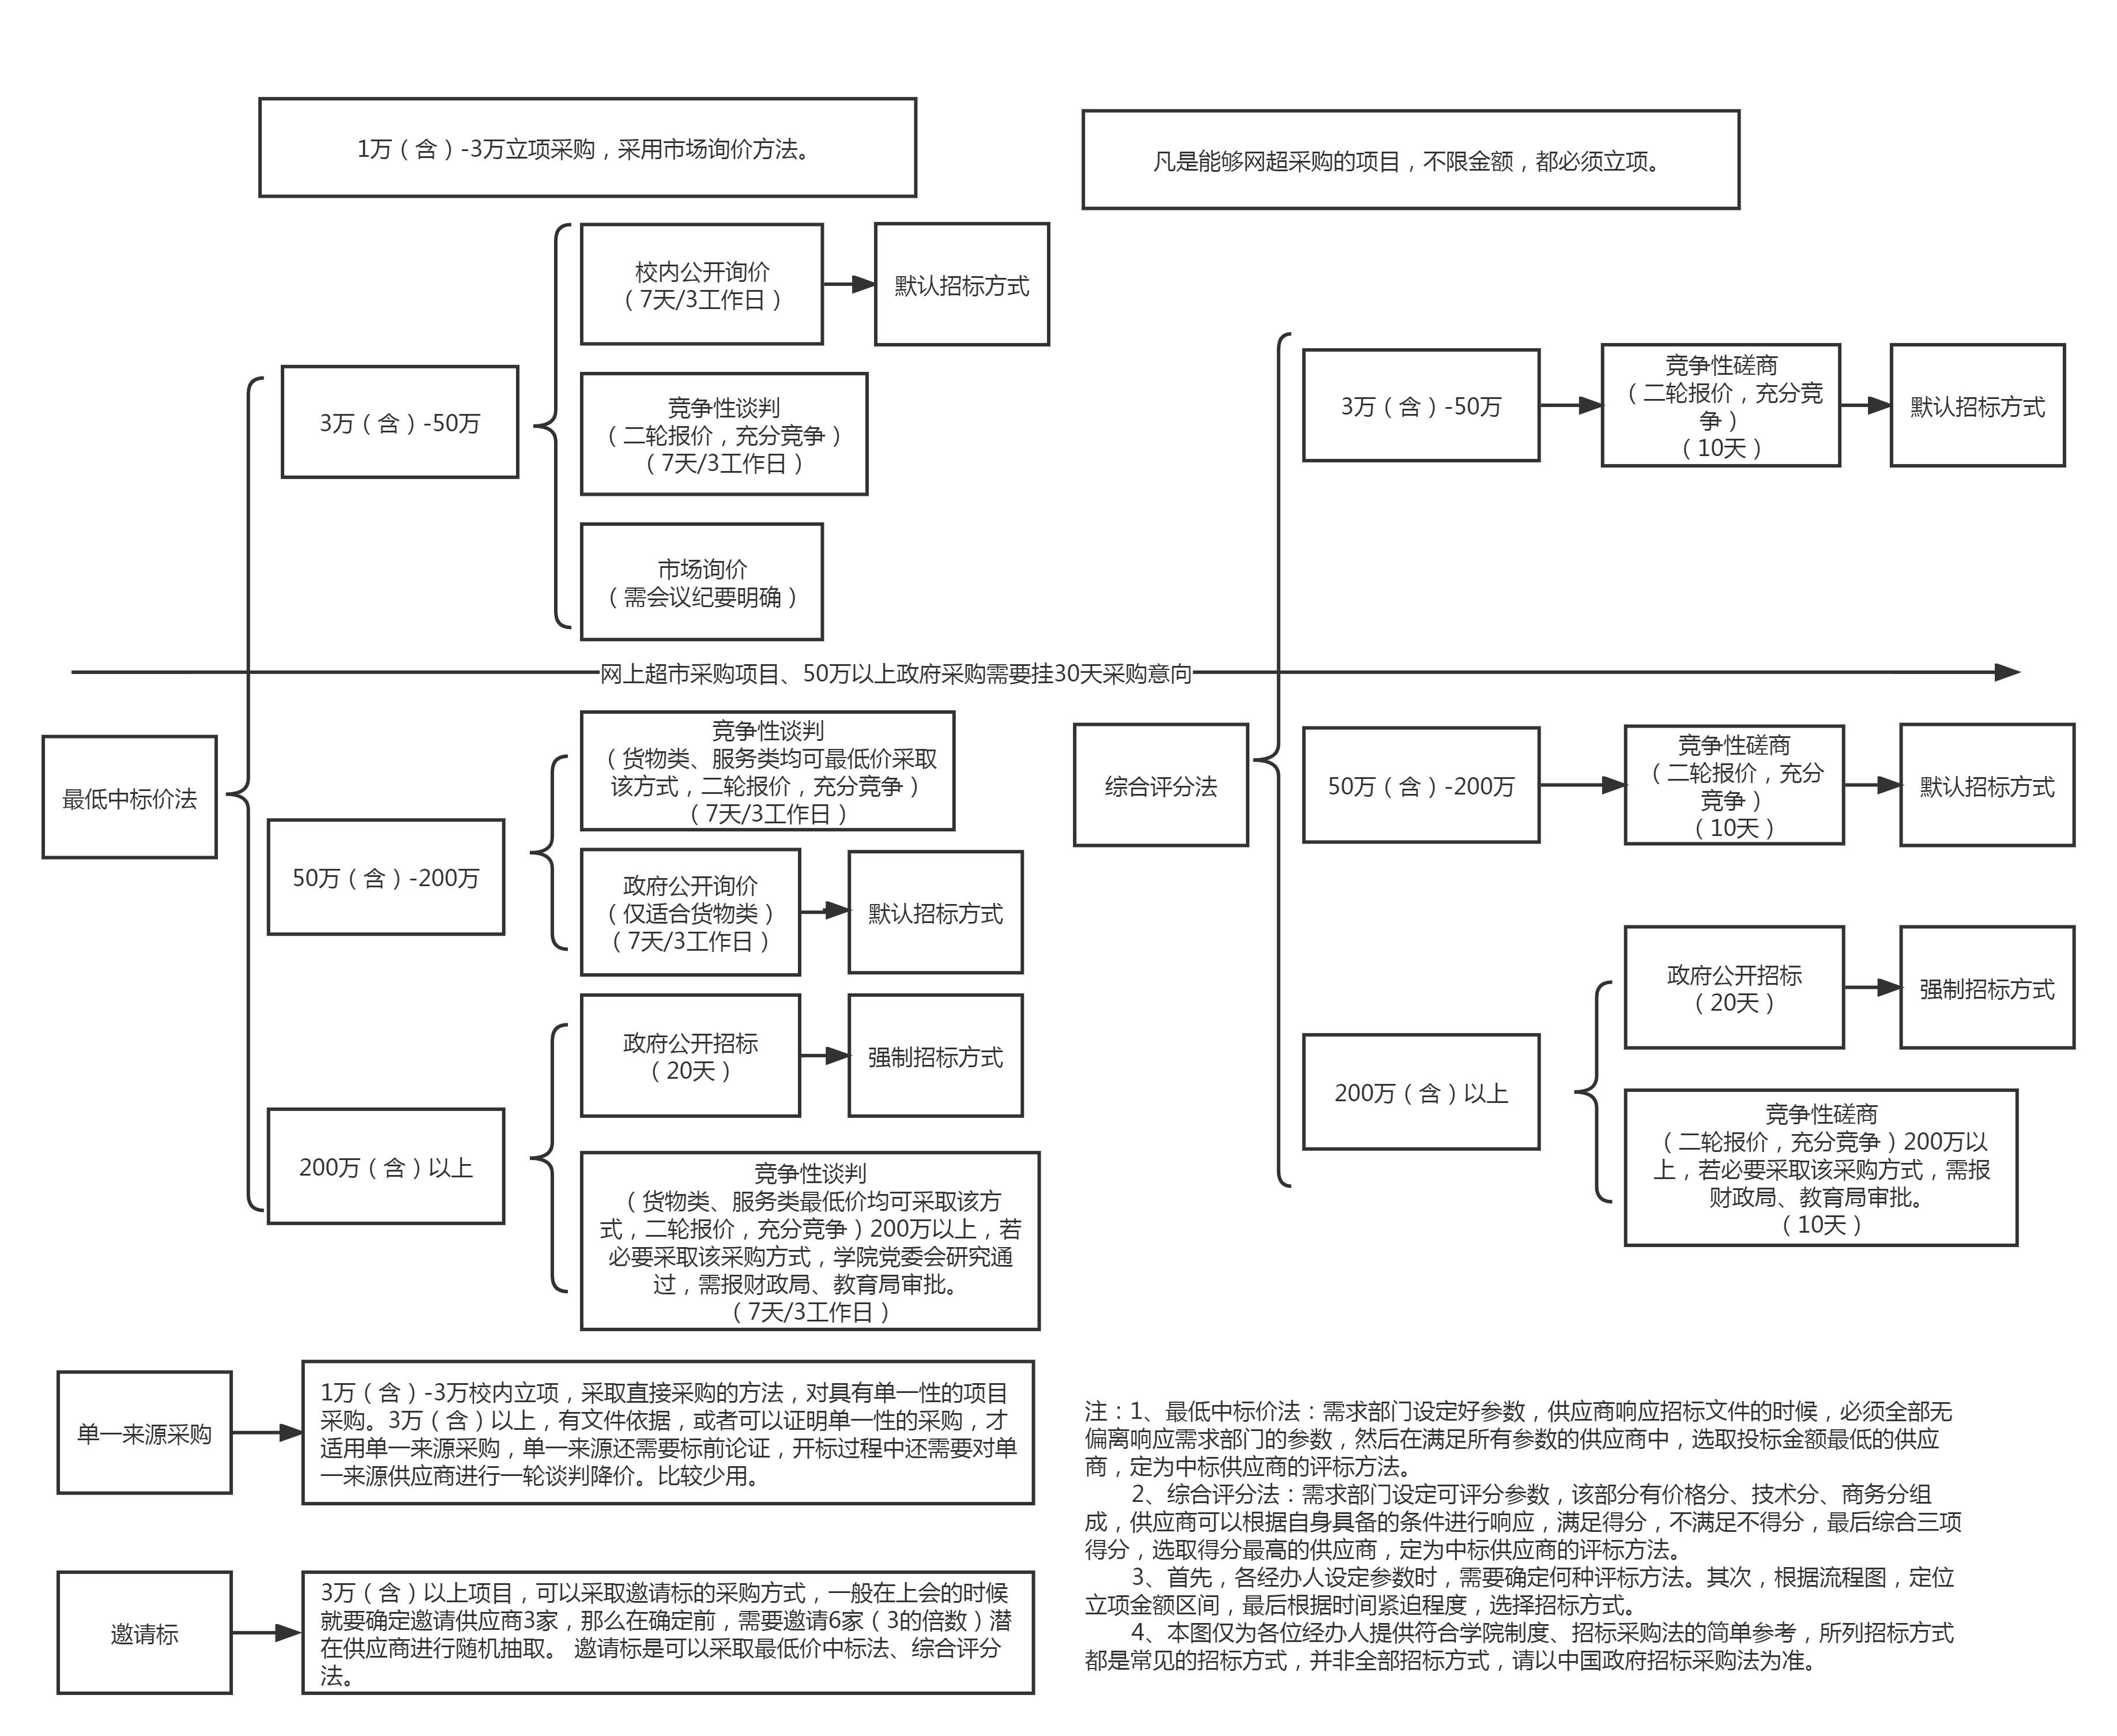 1万（含）-3万立项采购，采用市场询价方法。
凡是能够网超采购的项目，不限金额，都必须立项。
校内公开询价
（7天/3工作日）
默认招标方式
3万（含）-50万
竞争性谈判
（二轮报价，充分竞争）
（7天/3工作日）
市场询价
（需会议纪要明确）
3万（含）-50万
竞争性磋商
（二轮报价，充分竞
争）
（10天）
默认招标方式
网上超市采购项目、50万以上政府采购需要挂30天采购意向
最低中标价法
竞争性谈判
（货物类、服务类均可最低价采取
该方式，二轮报价，充分竞争）
（7天/3工作日）
50万（含）-200万
政府公开询价
（仅适合货物类）
（7天/3工作日）
默认招标方式
政府公开招标
（20天）
强制招标方式
200万（含）以上
竞争性谈判
（货物类、服务类最低价均可采取该方
式，二轮报价，充分竞争）200万以上，若
必要采取该采购方式，学院党委会研究通
过，需报财政局、教育局审批。
（7天/3工作日）
综合评分法
50万（含）-200万
竞争性磋商
（二轮报价，充分
竞争）
（10天）
默认招标方式
政府公开招标
（20天）
强制招标方式
200万（含）以上
竞争性磋商
（二轮报价，充分竞争）200万以
上，若必要采取该采购方式，需报
财政局、教育局审批。
（10天）
单一来源采购
1万（含）-3万校内立项，采取直接采购的方法，对具有单一性的项目
采购。3万（含）以上，有文件依据，或者可以证明单一性的采购，才
适用单一来源采购，单一来源还需要标前论证，开标过程中还需要对单
一来源供应商进行一轮谈判降价。比较少用。
邀请标
3万（含）以上项目，可以采取邀请标的采购方式，一般在上会的时候
就要确定邀请供应商3家，那么在确定前，需要邀请6家（3的倍数）潜
在供应商进行随机抽取。 邀请标是可以采取最低价中标法、综合评分
法。
注：1、最低中标价法：需求部门设定好参数，供应商响应招标文件的时候，必须全部无
偏离响应需求部门的参数，然后在满足所有参数的供应商中，选取投标金额最低的供应
商，定为中标供应商的评标方法。
2、综合评分法：需求部门设定可评分参数，该部分有价格分、技术分、商务分组
成，供应商可以根据自身具备的条件进行响应，满足得分，不满足不得分，最后综合三项
得分，选取得分最高的供应商，定为中标供应商的评标方法。
3、首先，各经办人设定参数时，需要确定何种评标方法。其次，根据流程图，定位
立项金额区间，最后根据时间紧迫程度，选择招标方式。
4、本图仅为各位经办人提供符合学院制度、招标采购法的简单参考，所列招标方式
都是常见的招标方式，并非全部招标方式，请以中国政府招标采购法为准。